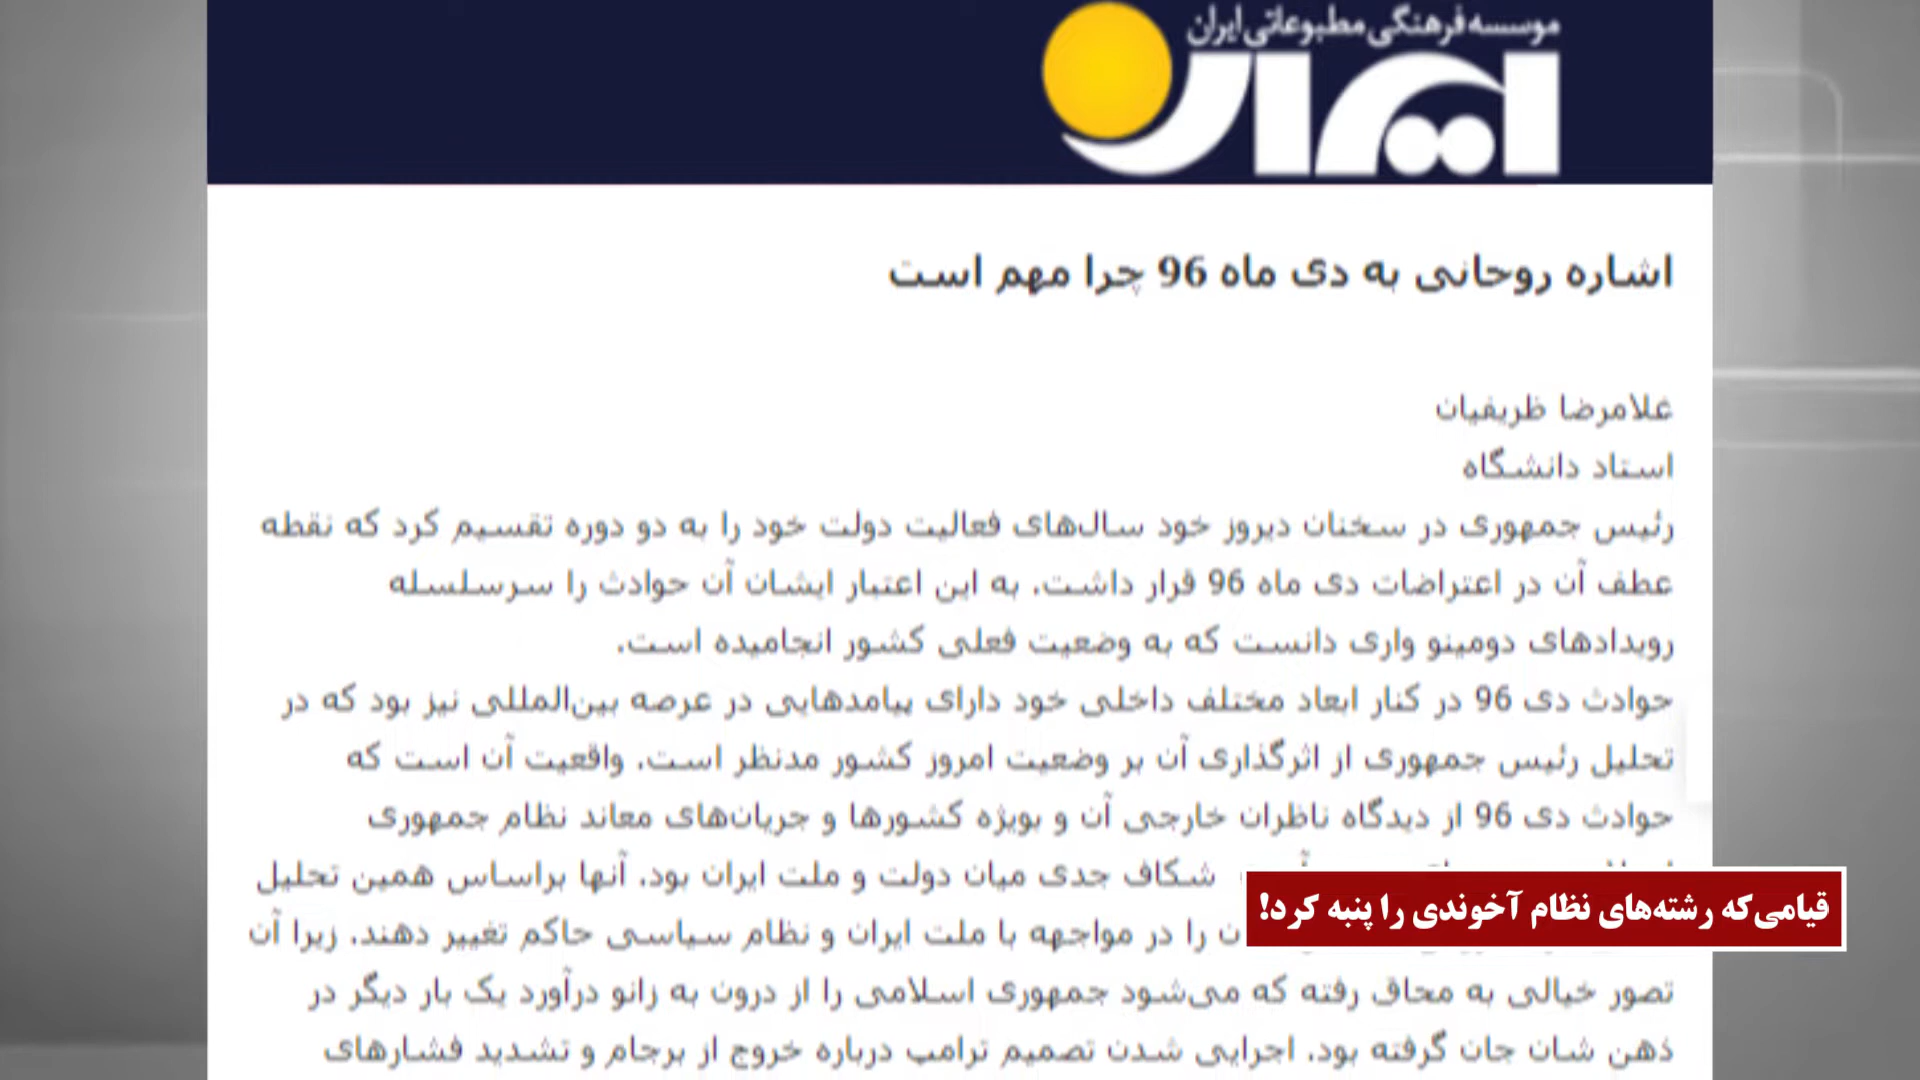 موسسه فرهنگی مطبوعاتی ایران
ایران
اشاره روحانی به دی ماه 96 چرا مهم است
غلامرضا ظریفیان
استاد دانشگاه
رئیس جمهوری در سخنان دیروز خود سال‌های فعالیت دولت خود را به دو دوره تقسیم کرد که نقطه
عطف آن در اعتراضات دی ماه 96 قرار داشت. به این اعتبار ایشان آن حوادث را سرسلسله
رویدادهای دومینو واری دانست که به وضعیت فعلی کشور انجامیده است.
حوادث دی 96 در کنار ابعاد مختلف داخلی خود دارای پیامدهایی در عرصه بین‌المللی نیز بود که در
تحلیل رئیس جمهوری از اثرگذاری آن بر وضعیت امروز کشور مدنظر است. واقعیت آن است که
حوادث دی 96 از دیدگاه ناظران خارجی آن و بویژه کشورها و جریان‌های معاند نظام جمهوری
شکاف جدی میان دولت و ملت ایران بود. آنها براساس همین تحلیل
قیامی‌که رشته‌های نظام آخوندی را پنبه کرد!
را در مواجهه با ملت ایران و نظام سیاسی حاکم تغییر دهند. زیرا آن
تصور خیالی به محاق رفته که می‌شود جمهوری اسلامی را از درون به زانو درآورد یک بار دیگر در
ذهن شان جان گرفته بود. اجرایی شدن تصمیم ترامپ درباره خروج از برجام و تشدید فشارهای